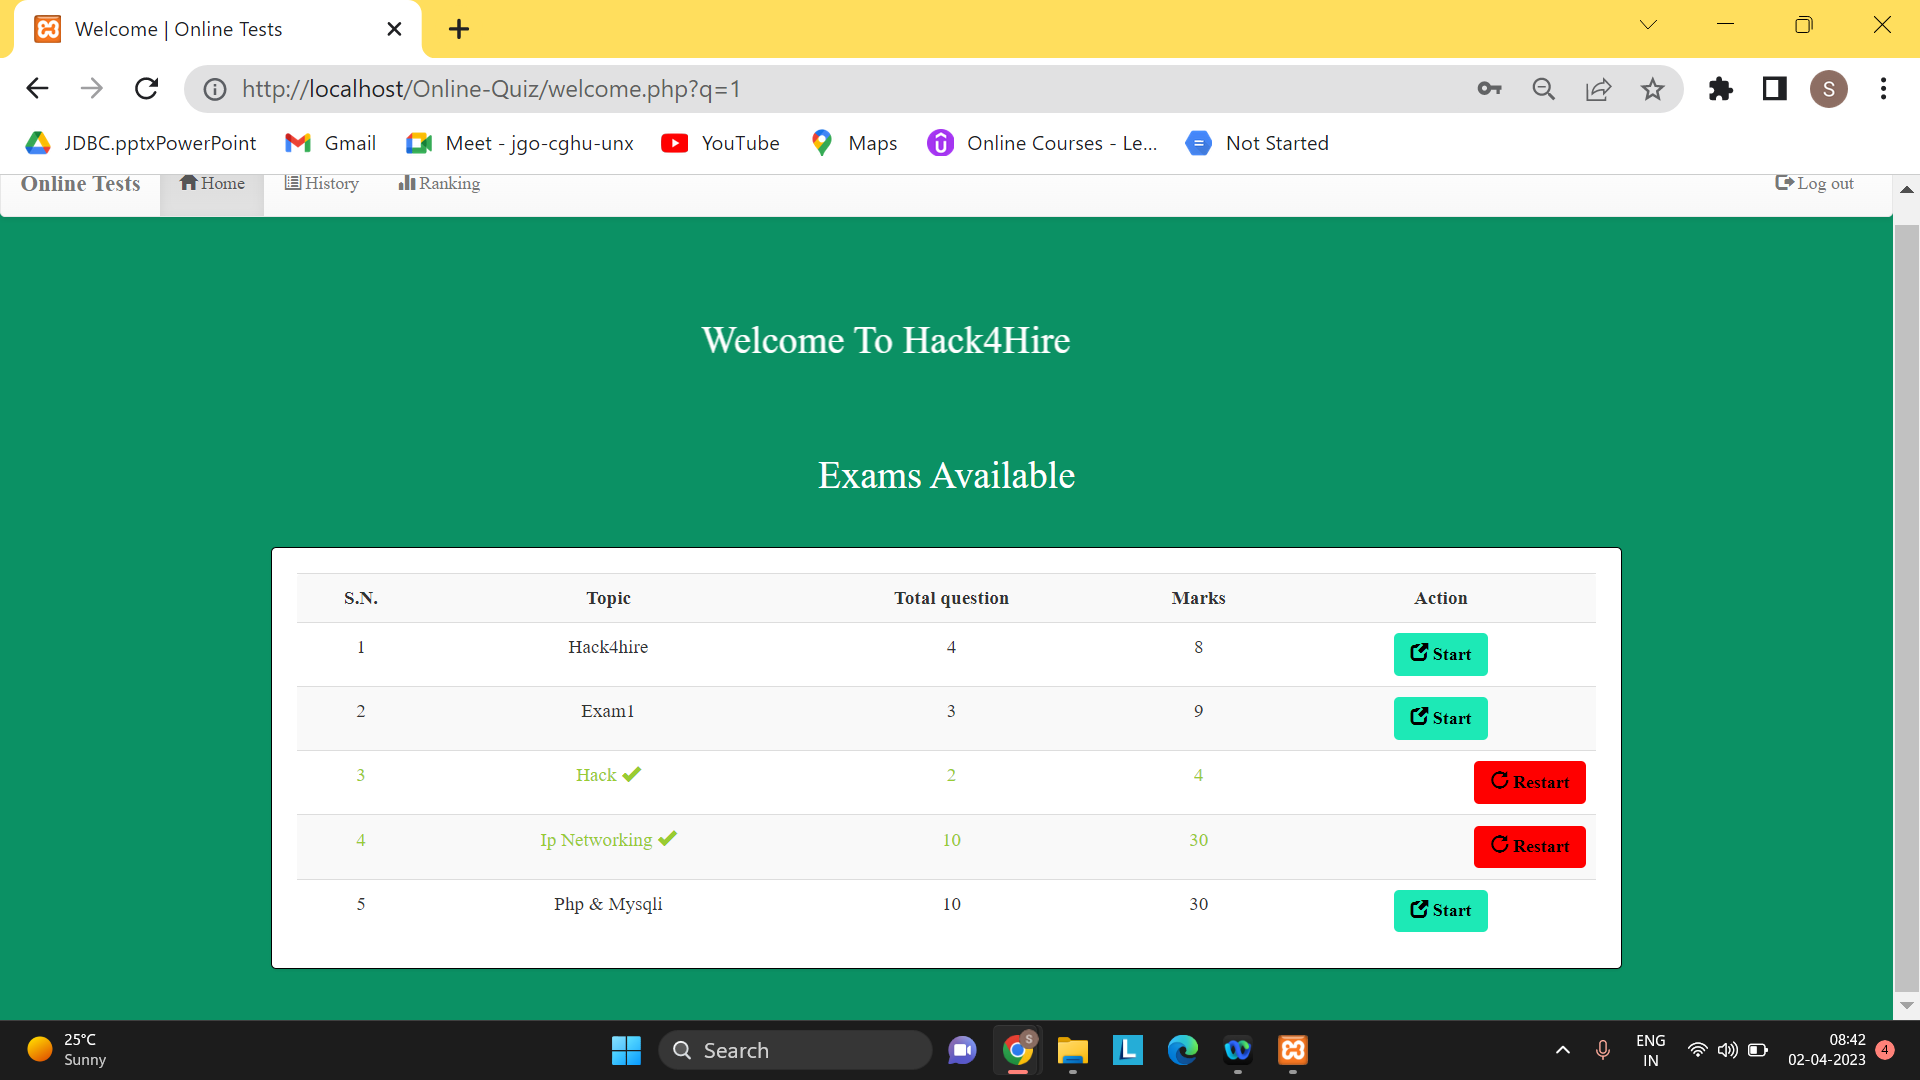 Welcome | Online Tests
http://localhost/Online-Quiz/welcome.php?q=1
S
JDBC.pptxPowerPoint Gmail Meet - jgo-cghu-unx YouTube Maps Online Courses - Le... Not Started
Online Tests Home History Ranking Log out
Welcome To Hack4Hire
Exams Available
S.N. Topic Total question Marks Action
1 Hack4hire 4 8 Start
2 Exam1 3 9 Start
3 Hack 2 4 Restart
4 Ip Networking 10 30 Restart
5 Php & Mysqli 10 30 Start
25°C
Sunny
Search
S
L
ENG
IN
08:42
02-04-2023
4